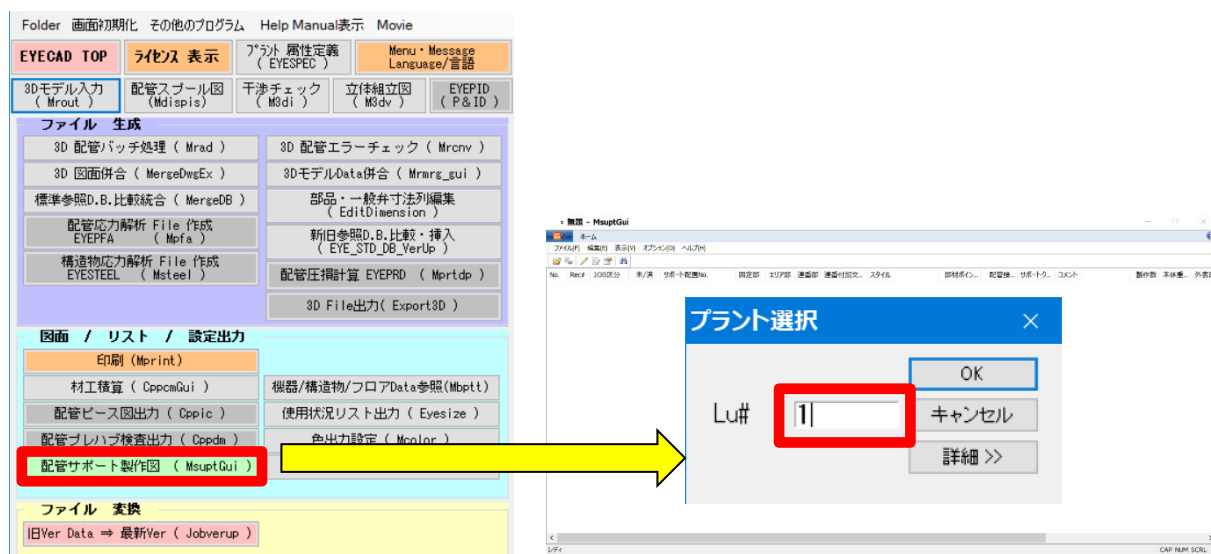 Folder 画面初期化 その他のプログラム Help Manual表示 Movie
EYECAD TOP
ライセンス 表示
プラント 属性定義
( EYESPEC )
Menu・Message
Language/言語
3Dモデル入力
( Mrout )
配管スプール図
(Mdispis)
干渉チェック
( M3di )
立体組立図
( M3dv )
EYEPID
( P&ID )
ファイル 生成
3D 配管バッチ処理 ( Mrad )
3D 配管エラーチェック ( Mrcnv )
3D 図面併合 ( MergeDwgEx )
3DモデルData併合 ( Mrmrg_gui )
標準参照D.B.比較統合 ( MergeDB )
部品・一般弁寸法列編集
( EditDimension )
配管応力解析 File 作成
EYEPFA ( Mpfa )
新旧参照D.B.比較・挿入
( EYE_STD_DB_VerUp )
構造物応力解析 File 作成
EYESTEEL ( Msteel )
配管圧損計算 EYEPRD ( Mprtdp )
3D File出力( Export3D )
図面 / リスト / 設定出力
印刷 (Mprint)
材工積算 ( CppcmGui )
機器/構造物/フロアData参照(Mbptt)
配管ピース図出力 ( Cppic )
使用状況リスト出力 ( Eyesize )
配管プレハブ検査出力 ( Cppdm )
色出力設定 ( Mcolor )
配管サポート製作図 ( MsuptGui )
ファイル 変換
旧Ver Data ⇒ 最新Ver ( Jobverup )
無題 - MsuptGui
ホーム
ファイル(F) 編集(E) 表示(V) オプション(O) ヘルプ(H)
No. Rec# JOB区分 未/済 サポート配置No. 固定部 エリア部 連番部 連番付加文... スタイル 部材ポイン... 配管接... サポートク... コメント 製作数 本体重...
プラント選択
OK
Lu# 1
キャンセル
詳細 >>
レディ
CAP NUM SCRL